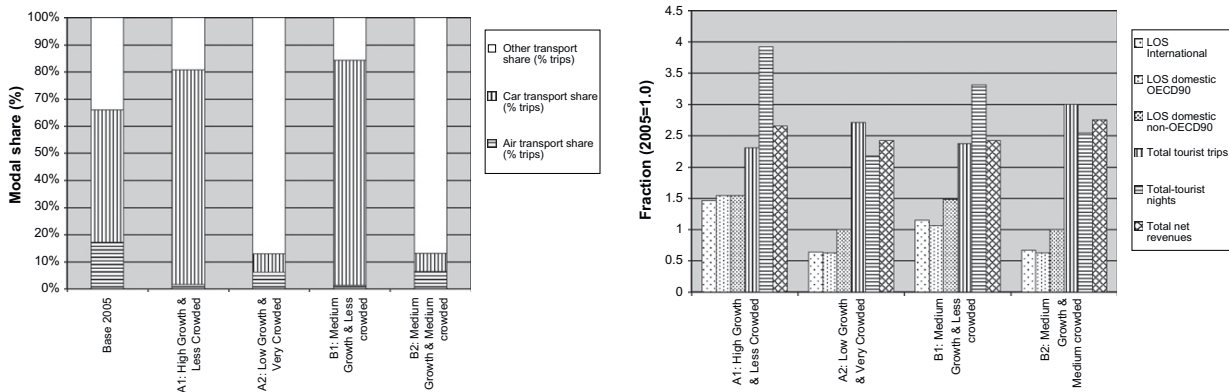 100%
90%
80%
70%
60%
50%
40%
30%
20%
10%
0%
Modal share (%)
Base 2005
A1: High Growth &
Less Crowded
A2: Low Growth &
Very Crowded
B1: Medium
Growth & Less
crowded
B2: Medium
Growth & Medium
crowded
Other transport
share (% trips)
Car transport share
(% trips)
Air transport share
(% trips)
4.5
4
3.5
3
2.5
2
1.5
1
0.5
0
Fraction (2005=1.0)
A1: High Growth
& Less Crowded
A2: Low Growth
& Very Crowded
B1: Medium
Growth & Less
crowded
B2: Medium
Growth &
Medium crowded
LOS
International
LOS domestic
OECD90
LOS domestic
non-OECD90
Total tourist trips
Total-tourist
nights
Total net
revenues